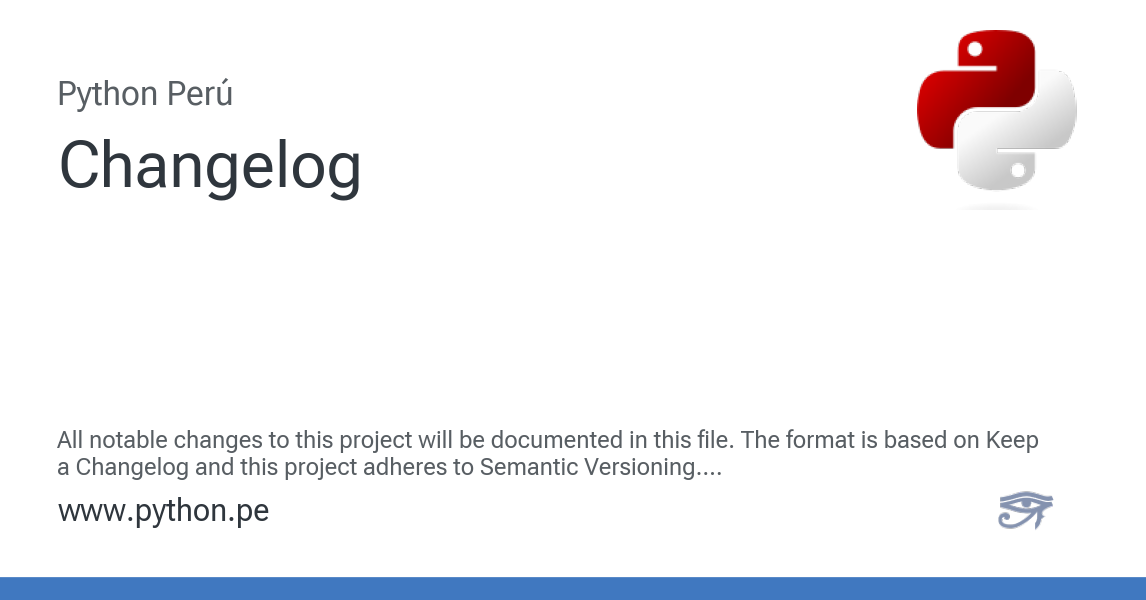 Python Perú
Changelog
All notable changes to this project will be documented in this file. The format is based on Keep
a Changelog and this project adheres to Semantic Versioning....
www.python.pe